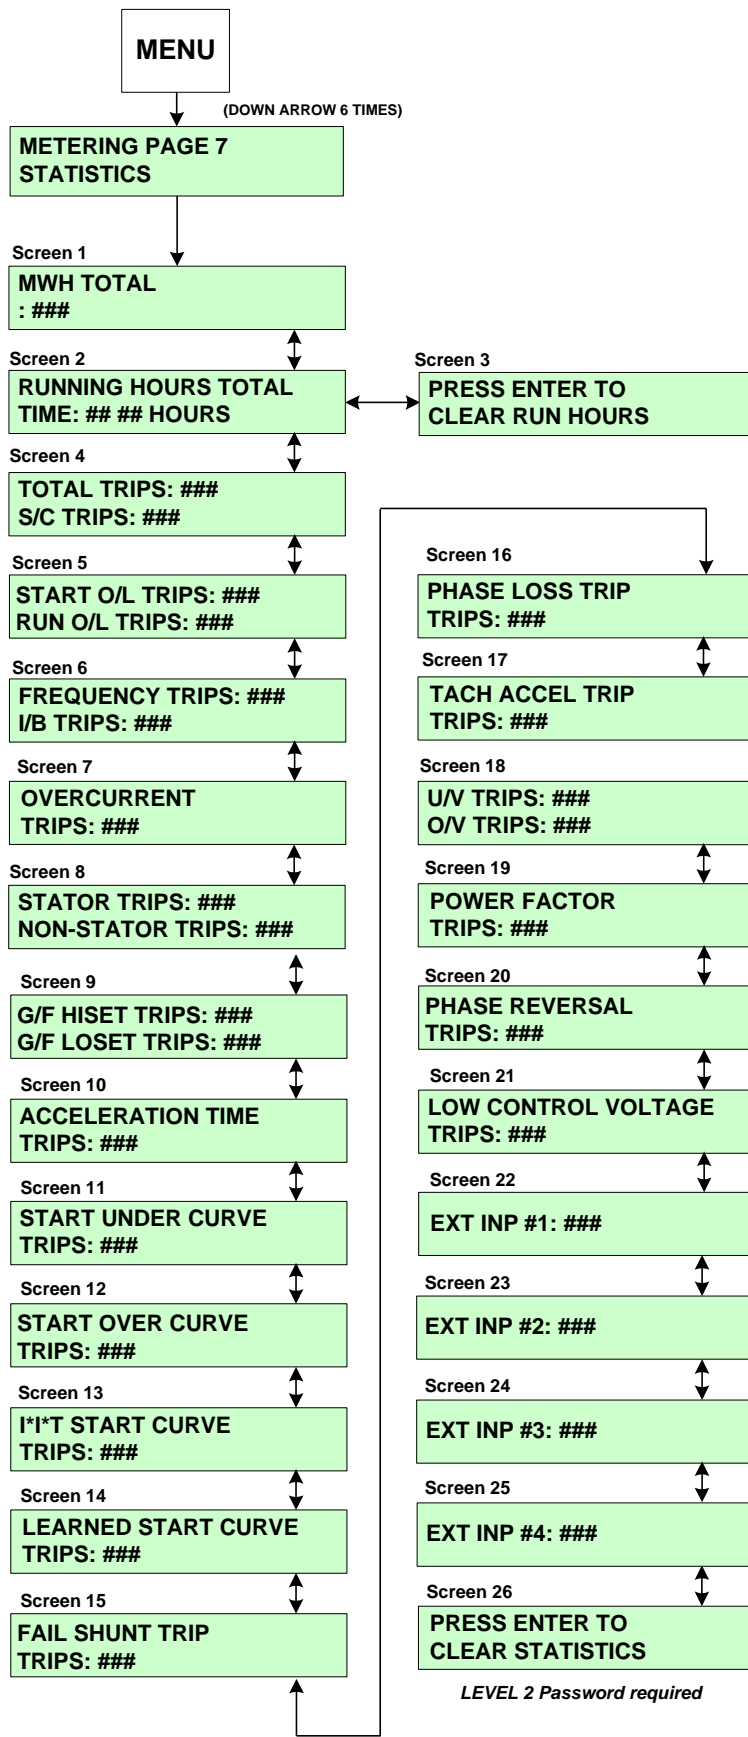 MENU
(DOWN ARROW 6 TIMES)
METERING PAGE 7
STATISTICS
Screen 1
MWH TOTAL
: ###
Screen 2
RUNNING HOURS TOTAL
TIME: ## ## HOURS
Screen 3
PRESS ENTER TO
CLEAR RUN HOURS
Screen 4
TOTAL TRIPS: ###
S/C TRIPS: ###
Screen 5
START O/L TRIPS: ###
RUN O/L TRIPS: ###
Screen 6
FREQUENCY TRIPS: ###
I/B TRIPS: ###
Screen 7
OVERCURRENT
TRIPS: ###
Screen 8
STATOR TRIPS: ###
NON-STATOR TRIPS: ###
Screen 9
G/F HISET TRIPS: ###
G/F LOSET TRIPS: ###
Screen 10
ACCELERATION TIME
TRIPS: ###
Screen 11
START UNDER CURVE
TRIPS: ###
Screen 12
START OVER CURVE
TRIPS: ###
Screen 13
I*I*T START CURVE
TRIPS: ###
Screen 14
LEARNED START CURVE
TRIPS: ###
Screen 15
FAIL SHUNT TRIP
TRIPS: ###
Screen 16
PHASE LOSS TRIP
TRIPS: ###
Screen 17
TACH ACCEL TRIP
TRIPS: ###
Screen 18
U/V TRIPS: ###
O/V TRIPS: ###
Screen 19
POWER FACTOR
TRIPS: ###
Screen 20
PHASE REVERSAL
TRIPS: ###
Screen 21
LOW CONTROL VOLTAGE
TRIPS: ###
Screen 22
EXT INP #1: ###
Screen 23
EXT INP #2: ###
Screen 24
EXT INP #3: ###
Screen 25
EXT INP #4: ###
Screen 26
PRESS ENTER TO
CLEAR STATISTICS
LEVEL 2 Password required